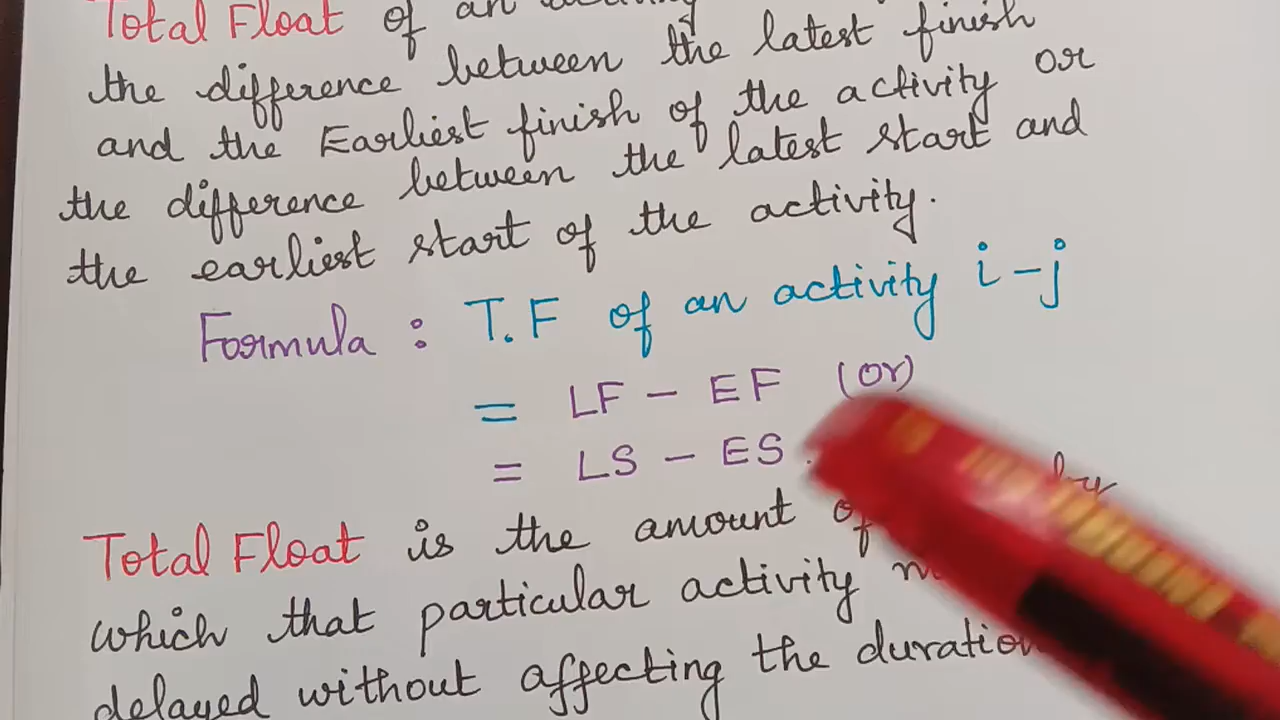 Total Float of an
the difference between the latest finish
and the Earliest finish of the activity or
the difference between the latest start and
the earliest start of the activity.
Formula : T.F of an activity i-j
= LF - EF (or)
= LS - ES.
Total Float is the amount of by
which that particular activity
delayed without affecting the duration